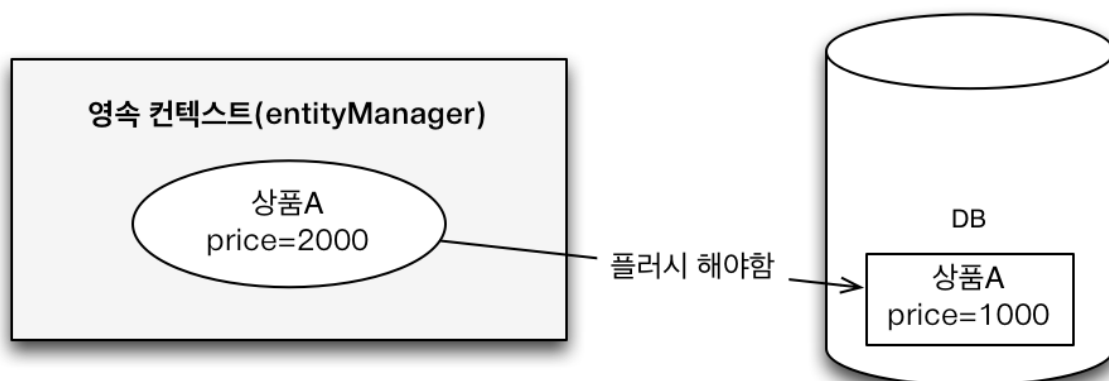 영속 컨텍스트(entityManager)
상품A
price=2000
플러시 해야함
DB
상품A
price=1000